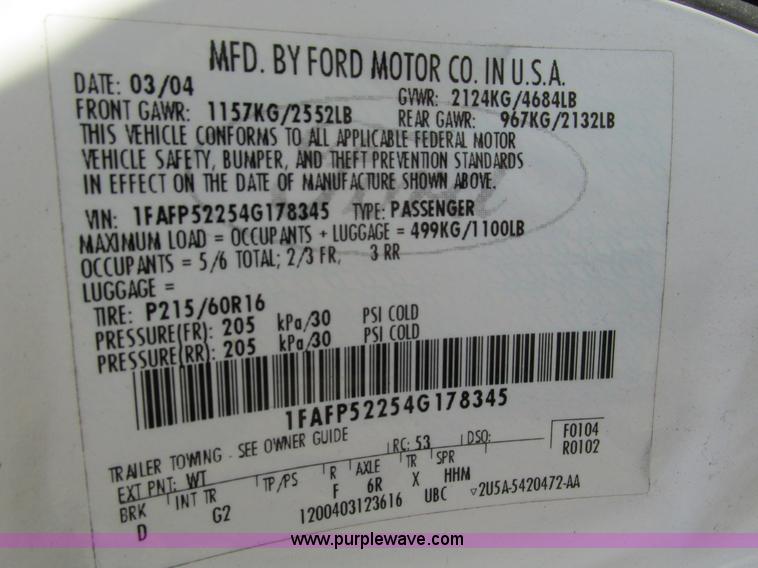 MFD. BY FORD MOTOR CO. IN U.S.A.
DATE: 03/04 GVWR: 2124KG/4684LB
FRONT GAWR: 1157KG/2552LB REAR GAWR: 967KG/2132LB
THIS VEHICLE CONFORMS TO ALL APPLICABLE FEDERAL MOTOR
VEHICLE SAFETY, BUMPER, AND THEFT PREVENTION STANDARDS
IN EFFECT ON THE DATE OF MANUFACTURE SHOWN ABOVE.
VIN: 1FAFP52254G178345 TYPE: PASSENGER
MAXIMUM LOAD = OCCUPANTS + LUGGAGE = 499KG/1100LB
OCCUPANTS = 5/6 TOTAL; 2/3 FR, 3 RR
LUGGAGE =
TIRE: P215/60R16
PRESSURE(FR): 205 kPa/30 PSI COLD
PRESSURE(RR): 205 kPa/30 PSI COLD
1FAFP52254G178345
TRAILER TOWING - SEE OWNER GUIDE
EXT PNT: WT RC: 53 DSO: F0104
R0102
BRK INT TR TP/PS R AXLE TR SPR
D G2 F 6R X HHM
1200403123616 UBC ▽2U5A-5420472-AA
www.purplewave.com